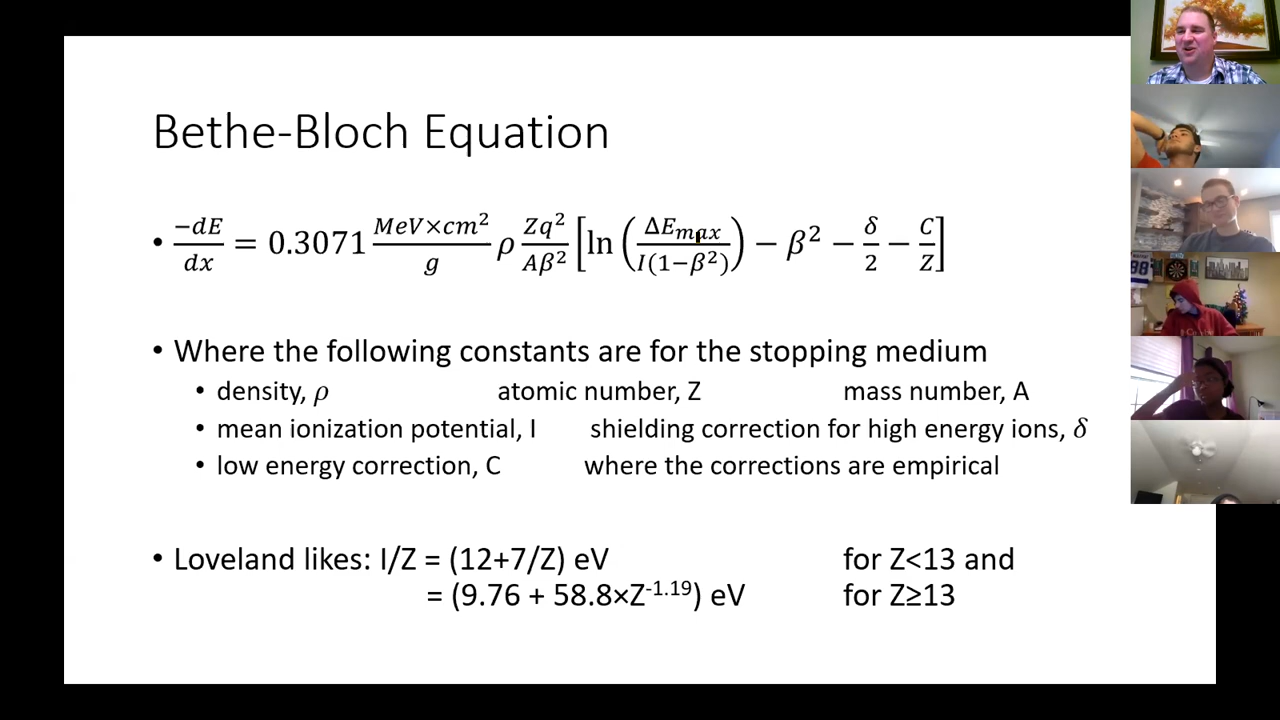 Bethe-Bloch Equation
• −dE/dx = 0.3071 MeV×cm²/g ρ Zq²/Aβ² [ln(ΔEmax/I(1−β²)) − β² − δ/2 − C/Z]
• Where the following constants are for the stopping medium
• density, ρ atomic number, Z mass number, A
• mean ionization potential, I shielding correction for high energy ions, δ
• low energy correction, C where the corrections are empirical
• Loveland likes: I/Z = (12+7/Z) eV for Z<13 and
= (9.76 + 58.8×Z⁻¹·¹⁹) eV for Z≥13
88